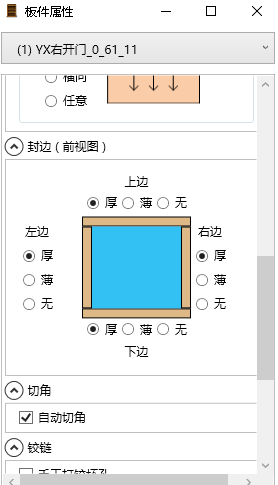 板件属性
(1) YX右开门_0_61_11
横向
任意
封边 ( 前视图 )
上边
厚 薄 无
左边 右边
厚 厚
薄 薄
无 无
厚 薄 无
下边
切角
自动切角
铰链